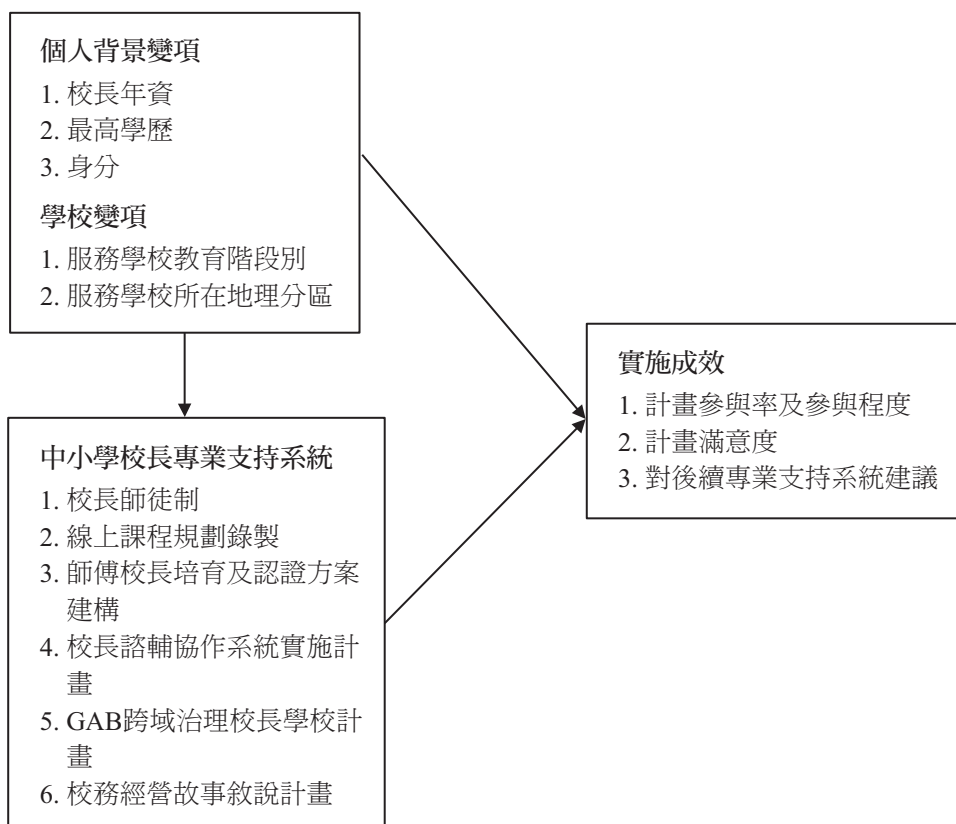 個人背景變項
1. 校長年資
2. 最高學歷
3. 身分
學校變項
1. 服務學校教育階段別
2. 服務學校所在地理分區
中小學校長專業支持系統
1. 校長師徒制
2. 線上課程規劃錄製
3. 師傅校長培育及認證方案
建構
4. 校長諮輔協作系統實施計
畫
5. GAB跨域治理校長學校計
畫
6. 校務經營故事敘說計畫
實施成效
1. 計畫參與率及參與程度
2. 計畫滿意度
3. 對後續專業支持系統建議